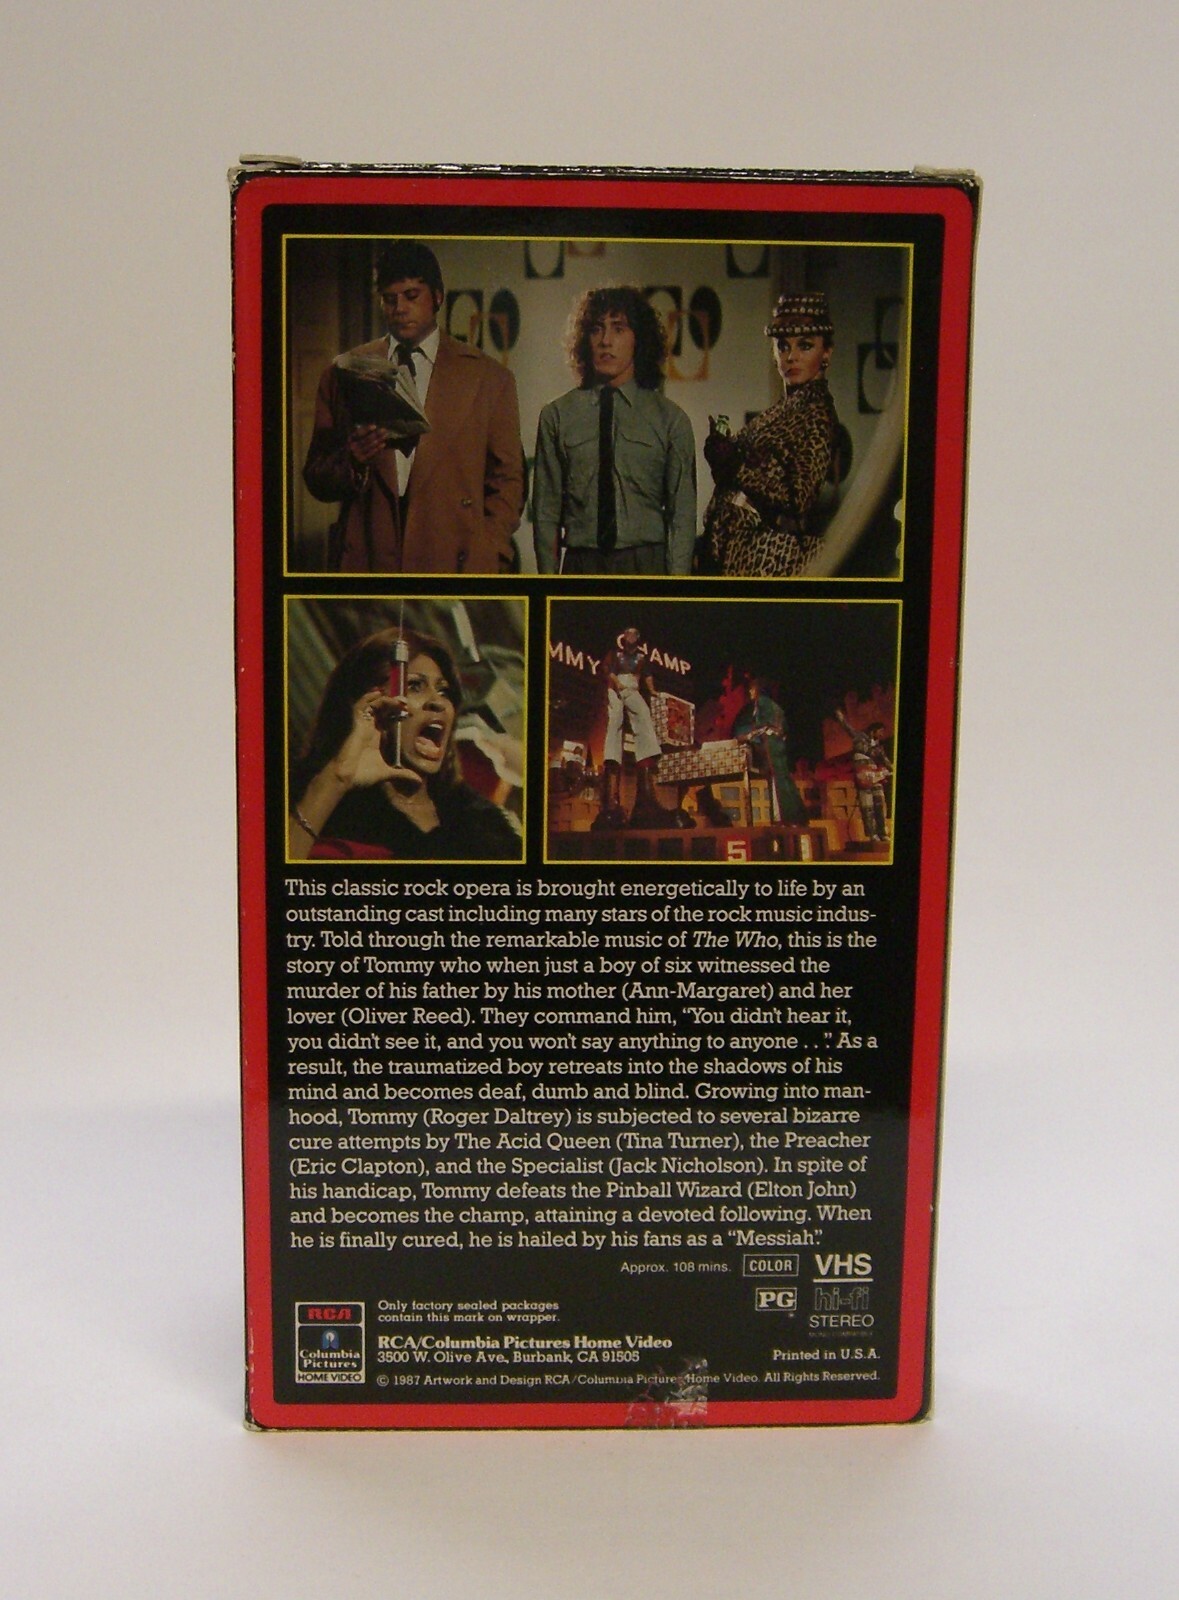 MMY CHAMP
5
This classic rock opera is brought energetically to life by an
outstanding cast including many stars of the rock music indus-
try. Told through the remarkable music of The Who, this is the
story of Tommy who when just a boy of six witnessed the
murder of his father by his mother (Ann-Margaret) and her
lover (Oliver Reed). They command him, "You didn't hear it,
you didn't see it, and you won't say anything to anyone . . ." As a
result, the traumatized boy retreats into the shadows of his
mind and becomes deaf, dumb and blind. Growing into man-
hood, Tommy (Roger Daltrey) is subjected to several bizarre
cure attempts by The Acid Queen (Tina Turner), the Preacher
(Eric Clapton), and the Specialist (Jack Nicholson). In spite of
his handicap, Tommy defeats the Pinball Wizard (Elton John)
and becomes the champ, attaining a devoted following. When
he is finally cured, he is hailed by his fans as a "Messiah."
Approx. 108 mins. COLOR VHS
PG hi-fi
STEREO
RCA
Columbia
Pictures
HOME VIDEO
Only factory sealed packages
contain this mark on wrapper.
RCA/Columbia Pictures Home Video
3500 W. Olive Ave., Burbank, CA 91505
Printed in U.S.A.
© 1987 Artwork and Design RCA/Columbia Pictures Home Video. All Rights Reserved.